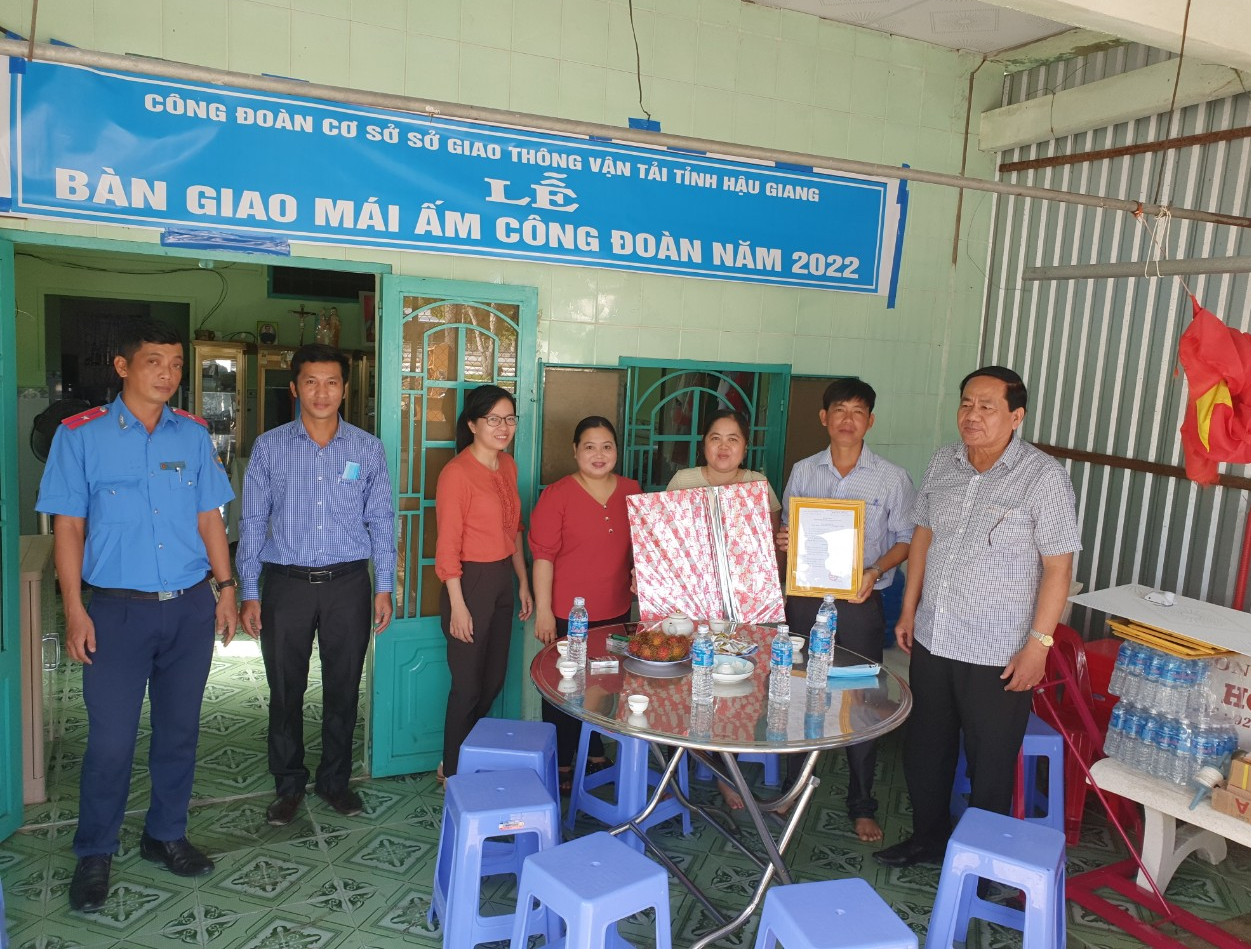 CÔNG ĐOÀN CƠ SỞ SỞ GIAO THÔNG VẬN TẢI TỈNH HẬU GIANG
LỄ
BÀN GIAO MÁI ẤM CÔNG ĐOÀN NĂM 2022